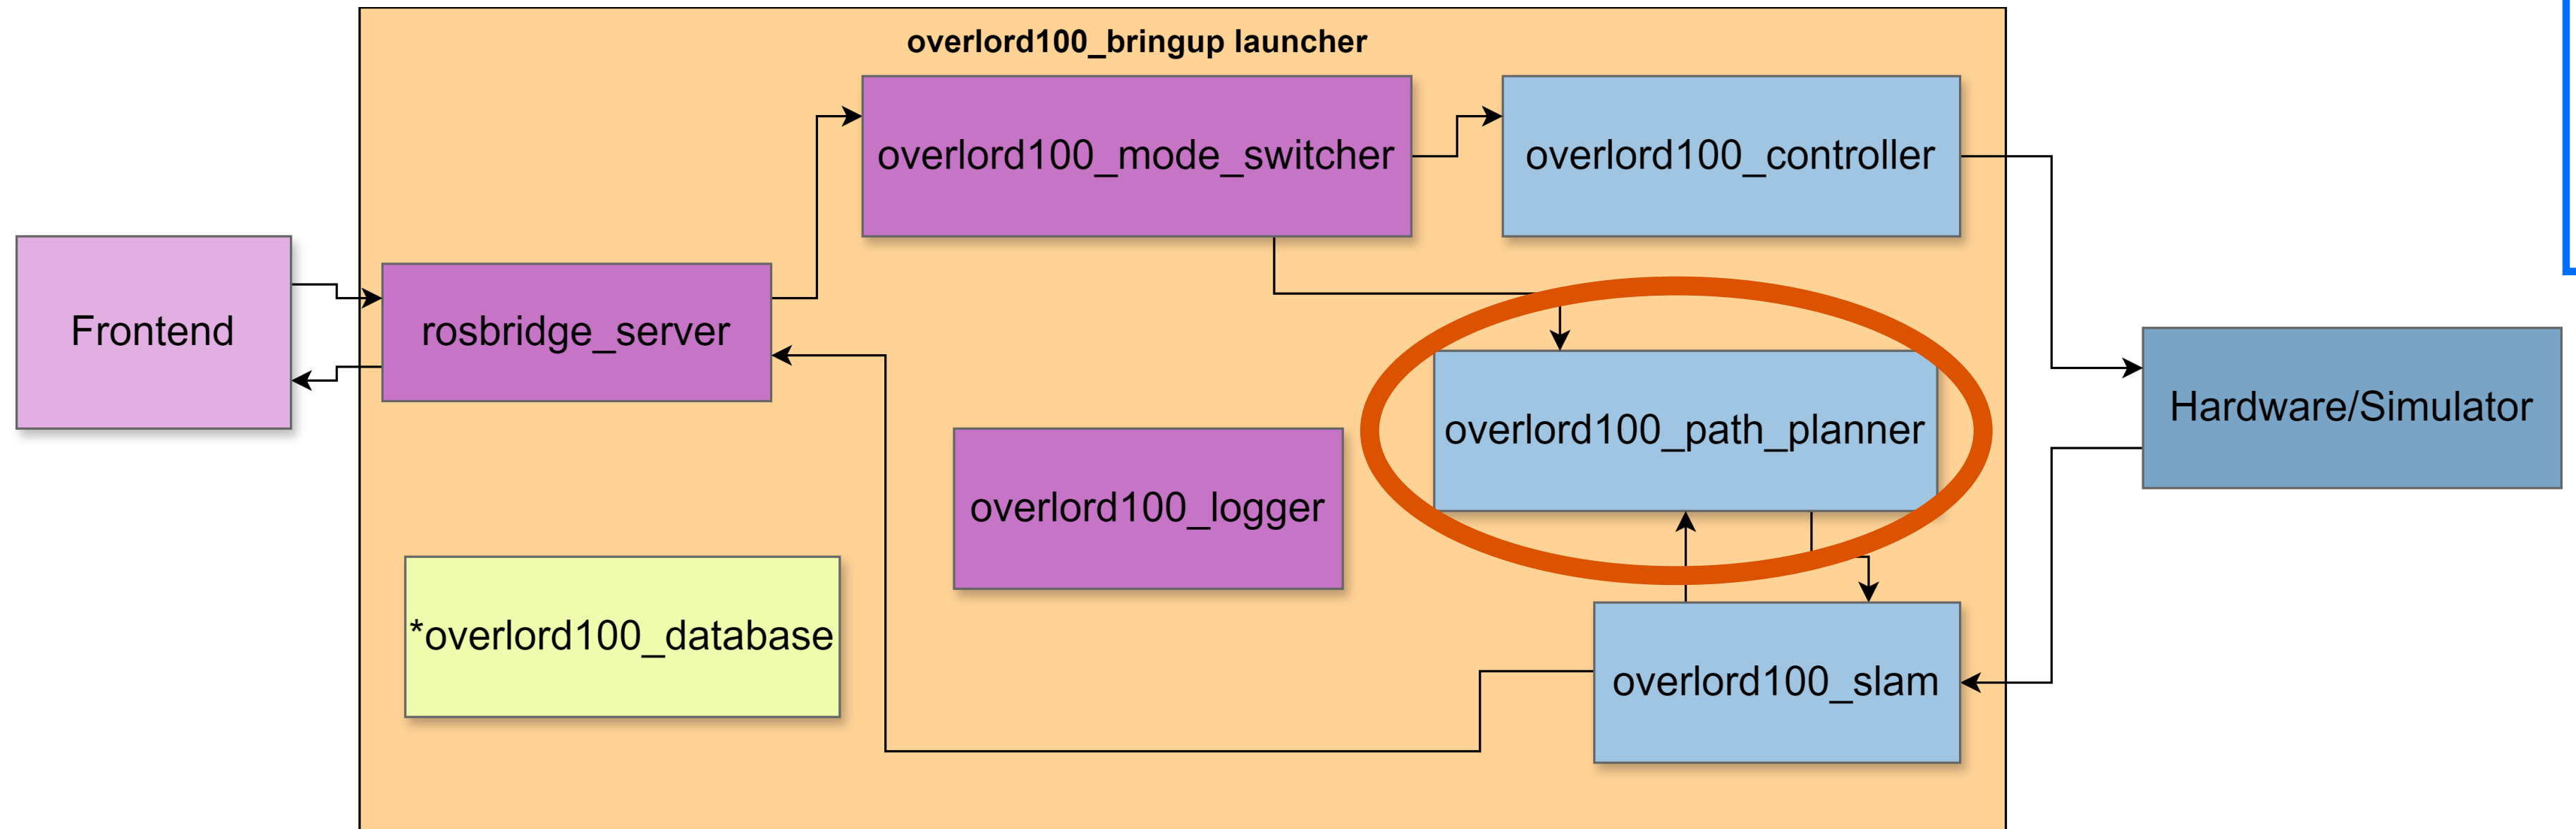 overlord100_bringup launcher
overlord100_mode_switcher
overlord100_controller
Frontend
rosbridge_server
overlord100_path_planner
Hardware/Simulator
overlord100_logger
*overlord100_database
overlord100_slam